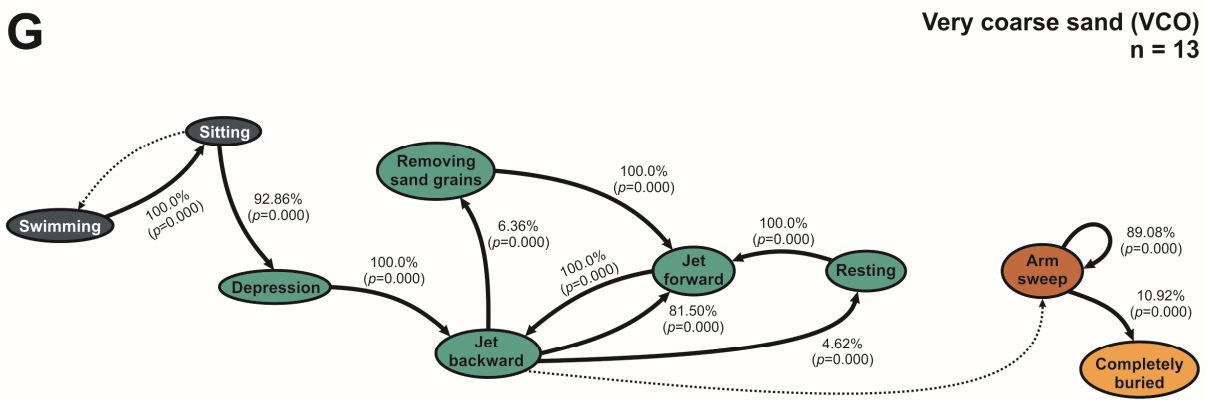 G
Very coarse sand (VCO)
n = 13
Sitting
Swimming
100.0%
(p=0.000)
92.86%
(p=0.000)
Depression
100.0%
(p=0.000)
Removing
sand grains
100.0%
(p=0.000)
6.36%
(p=0.000)
100.0%
(p=0.000)
Jet
forward
100.0%
(p=0.000)
Resting
81.50%
(p=0.000)
Jet
backward
4.62%
(p=0.000)
Arm
sweep
89.08%
(p=0.000)
10.92%
(p=0.000)
Completely
buried